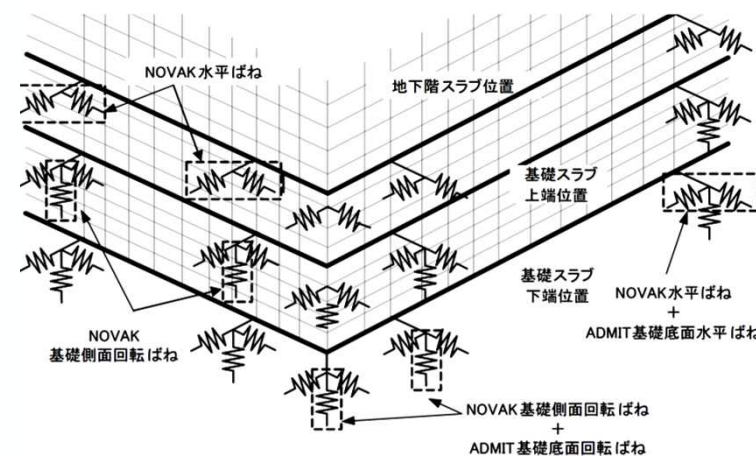 NOVAK水平ばね
地下階スラブ位置
基礎スラブ
上端位置
基礎スラブ
下端位置
NOVAK水平ばね
+
ADMIT基礎底面水平ばね
NOVAK
基礎側面回転ばね
NOVAK基礎側面回転ばね
+
ADMIT基礎底面回転ばね